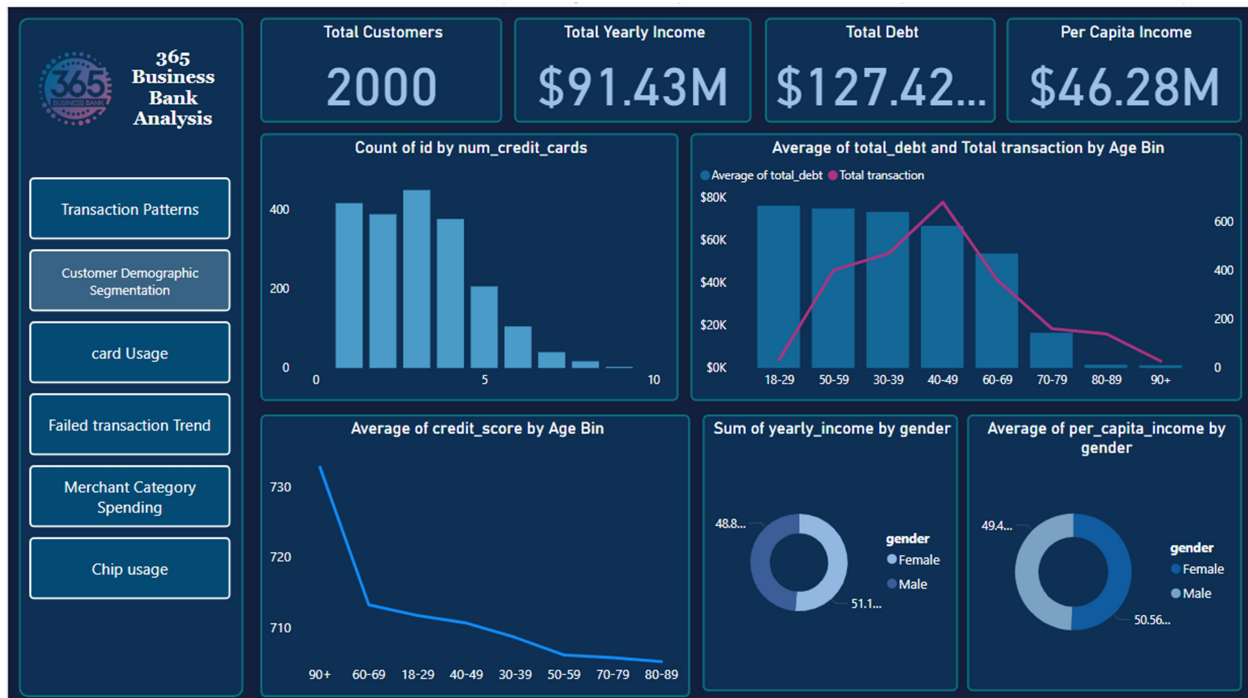 365
Business
Bank
Analysis
365
BUSINESS BANK
Transaction Patterns
Customer Demographic
Segmentation
card Usage
Failed transaction Trend
Merchant Category
Spending
Chip usage
Total Customers
2000
Total Yearly Income
$91.43M
Total Debt
$127.42...
Per Capita Income
$46.28M
Count of id by num_credit_cards
400
200
0
0
5
10
Average of total_debt and Total transaction by Age Bin
Average of total_debt
Total transaction
$80K
$60K
$40K
$20K
$0K
600
400
200
0
18-29
50-59
30-39
40-49
60-69
70-79
80-89
90+
Average of credit_score by Age Bin
730
720
710
90+
60-69
18-29
40-49
30-39
50-59
70-79
80-89
Sum of yearly_income by gender
48.8...
51.1...
gender
Female
Male
Average of per_capita_income by
gender
49.4...
50.56...
gender
Female
Male